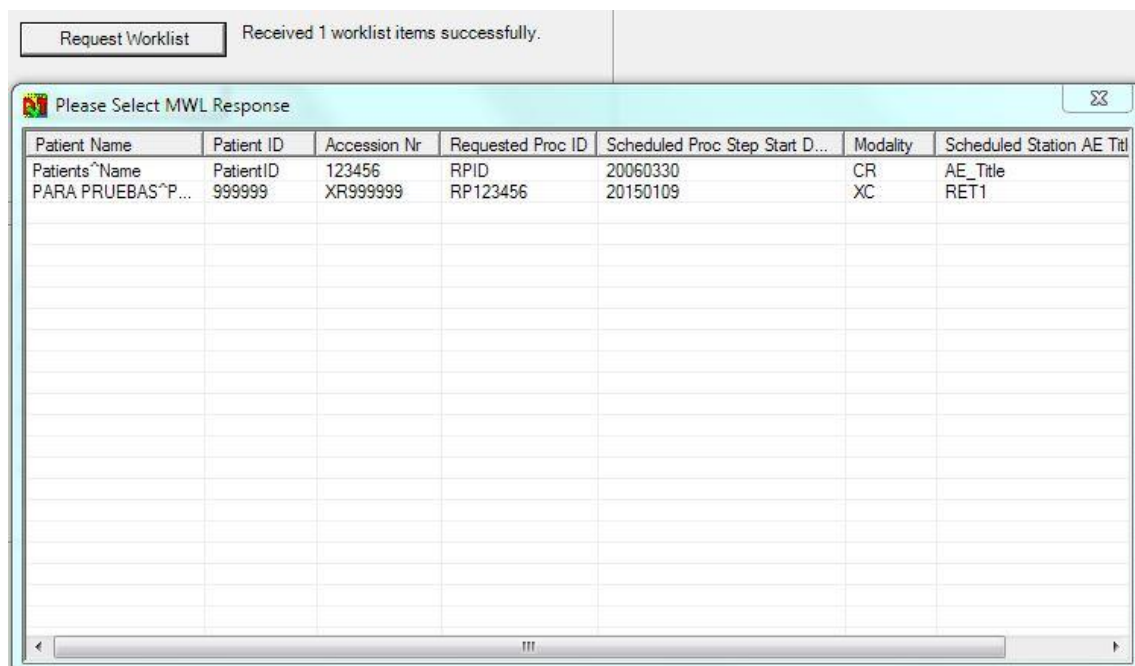 Request Worklist Received 1 worklist items successfully.
Please Select MWL Response
Patient Name Patient ID Accession Nr Requested Proc ID Scheduled Proc Step Start D... Modality Scheduled Station AE Titl
Patients^Name PatientID 123456 RPID 20060330 CR AE_Title
PARA PRUEBAS^P... 999999 XR999999 RP123456 20150109 XC RET1